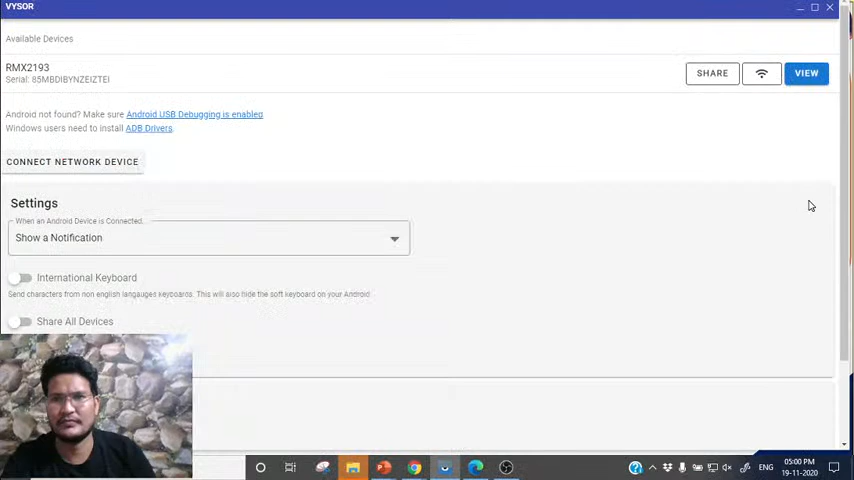 VYSOR
Available Devices
RMX2193
Serial: 85MBDIBYNZEIZTEI
SHARE
VIEW
Android not found? Make sure Android USB Debugging is enabled
Windows users need to install ADB Drivers.
CONNECT NETWORK DEVICE
Settings
When an Android Device is Connected...
Show a Notification
International Keyboard
Send characters from non english langauges keyboards. This will also hide the soft keyboard on your Android.
Share All Devices
ENG
05:00 PM
19-11-2020